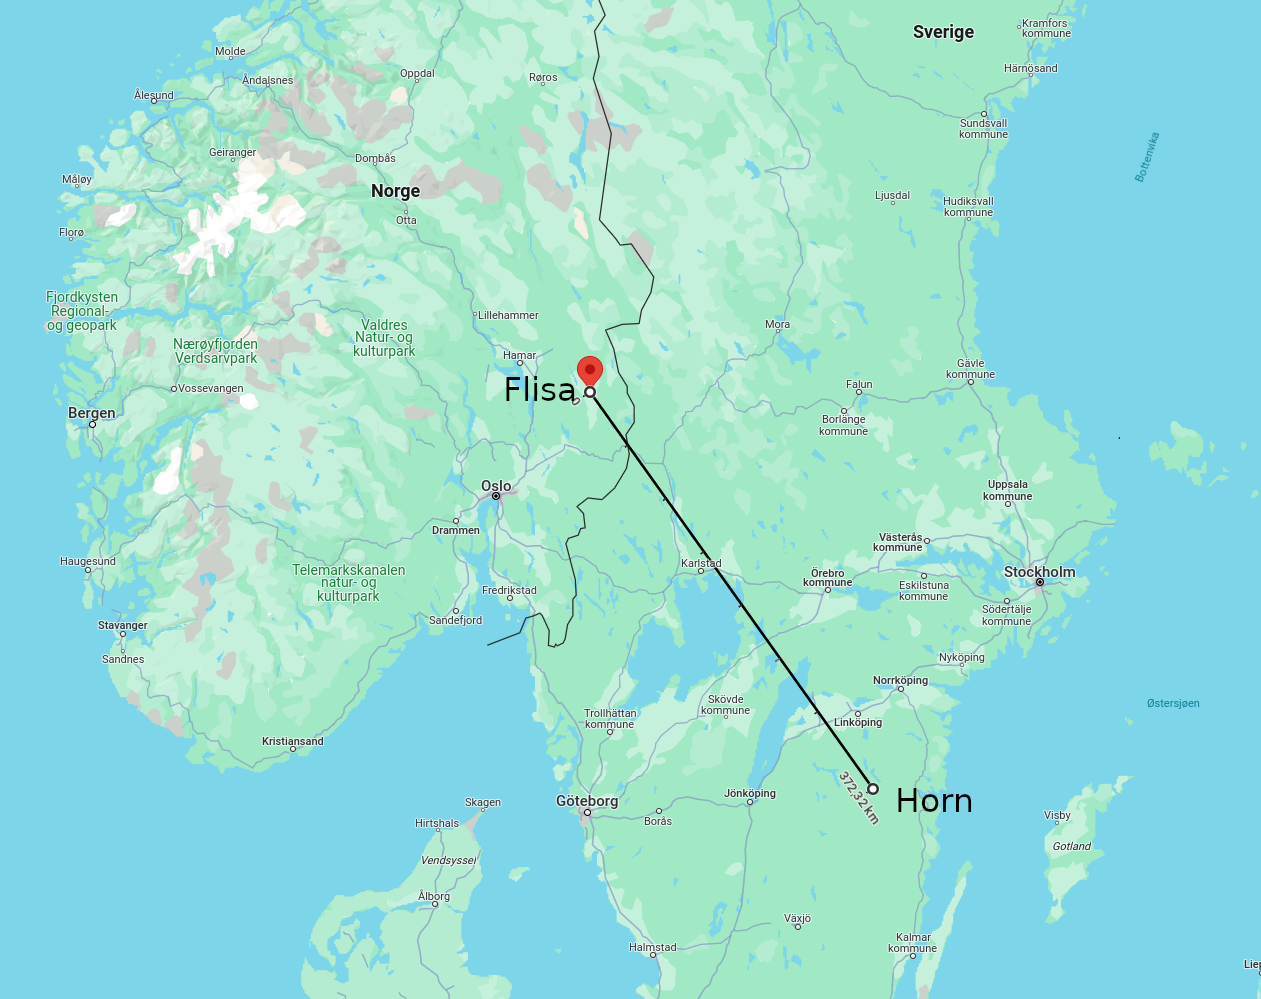 Sverige
Kramfors
kommune
Molde
Härnösand
Oppdal
Røros
Åndalsnes
Ålesund
Sundsvall
kommune
Bottenvika
Geiranger
Dombås
Måløy
Norge
Ljusdal
Hudiksvall
kommune
Otta
Florø
Fjordkysten
Regional-
og geopark
Lillehammer
Valdres
Natur- og
kulturpark
Mora
Nærøyfjorden
Verdsarvpark
Hamar
Gävle
kommune
Flisa
0
Vossevangen
Falun
Bergen
Borlänge
kommune
Oslo
Uppsala
kommune
Drammen
Västerås
kommune
Haugesund
Karlstad
Telemarkskanalen
natur- og
kulturpark
Örebro
kommune
Stockholm
Eskilstuna
kommune
Fredrikstad
Södertälje
kommune
Sandefjord
Stavanger
Sandnes
Nyköping
Norrköping
Skövde
kommune
Østersjøen
Trollhättan
kommune
Linköping
Kristiansand
372,32 km
Horn
Jönköping
Göteborg
Skagen
Borås
Visby
Hirtshals
Gotland
Vendsyssel
Ålborg
Växjö
Kalmar
kommune
Halmstad
Liep